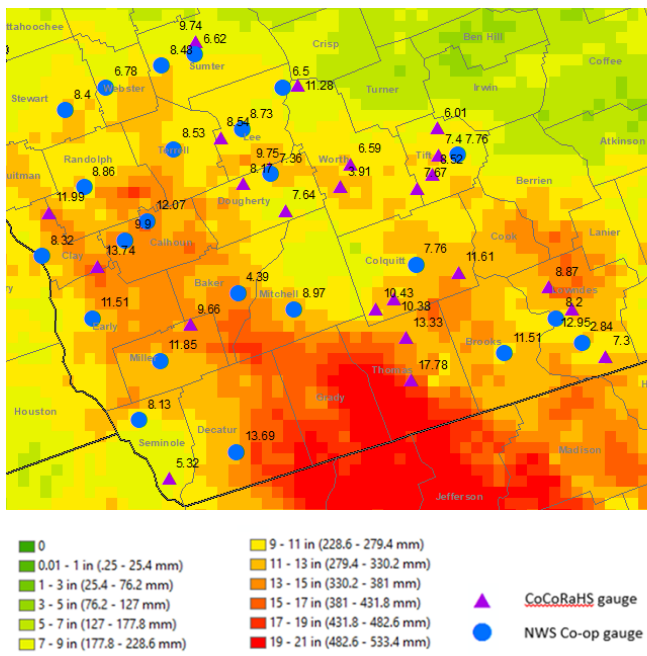 9.74
ttahoochee
6.62
Crisp
Ben Hill
8.48
Sumter
Coffee
6.78
6.5
11.28
Turner
Irwin
Webster
Stewart
8.4
8.73
6.01
8.54
Lee
8.53
Atkinson
Terrell
7.4
7.76
6.59
Randolph
9.75
7.36
Worth
Tift
8.52
8.86
8.17
7.67
uitman
3.91
Berrien
11.99
Dougherty
7.64
12.07
9.9
Lanier
8.32
Calhoun
Cook
Clay
13.74
7.76
Colquitt
11.61
8.87
Baker
4.39
Mitchell
8.97
Lowndes
11.51
9.66
10.43
10.38
8.2
Early
13.33
12.95
2.84
11.85
11.51
Brooks
7.3
Miller
17.78
Thomas
Houston
8.13
Grady
Seminole
Decatur
13.69
Madison
5.32
Jefferson
0
0.01 - 1 in (.25 - 25.4 mm)
1 - 3 in (25.4 - 76.2 mm)
3 - 5 in (76.2 - 127 mm)
5 - 7 in (127 - 177.8 mm)
7 - 9 in (177.8 - 228.6 mm)
9 - 11 in (228.6 - 279.4 mm)
11 - 13 in (279.4 - 330.2 mm)
13 - 15 in (330.2 - 381 mm)
15 - 17 in (381 - 431.8 mm)
17 - 19 in (431.8 - 482.6 mm)
19 - 21 in (482.6 - 533.4 mm)
CoCoRaHS gauge
NWS Co-op gauge